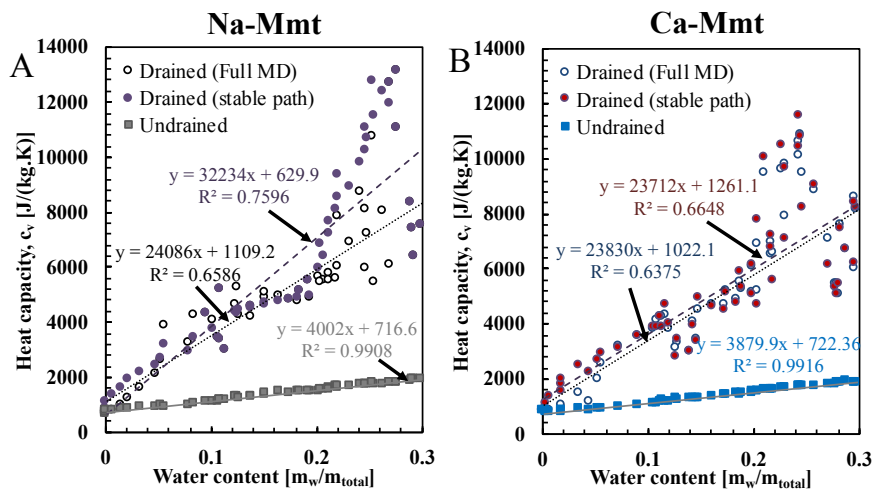 Na-Mmt
A
14000
12000
10000
8000
6000
4000
2000
0
Heat capacity, cᵥ [J/(kg.K)]
Drained (Full MD)
Drained (stable path)
Undrained
y = 32234x + 629.9
R² = 0.7596
y = 24086x + 1109.2
R² = 0.6586
y = 4002x + 716.6
R² = 0.9908
0
0.1
0.2
0.3
Water content [m_w/m_total]
Ca-Mmt
B
14000
12000
10000
8000
6000
4000
2000
0
Heat capacity, cᵥ [J/(kg.K)]
Drained (Full MD)
Drained (stable path)
Undrained
y = 23712x + 1261.1
R² = 0.6648
y = 23830x + 1022.1
R² = 0.6375
y = 3879.9x + 722.36
R² = 0.9916
0
0.1
0.2
0.3
Water content [m_w/m_total]